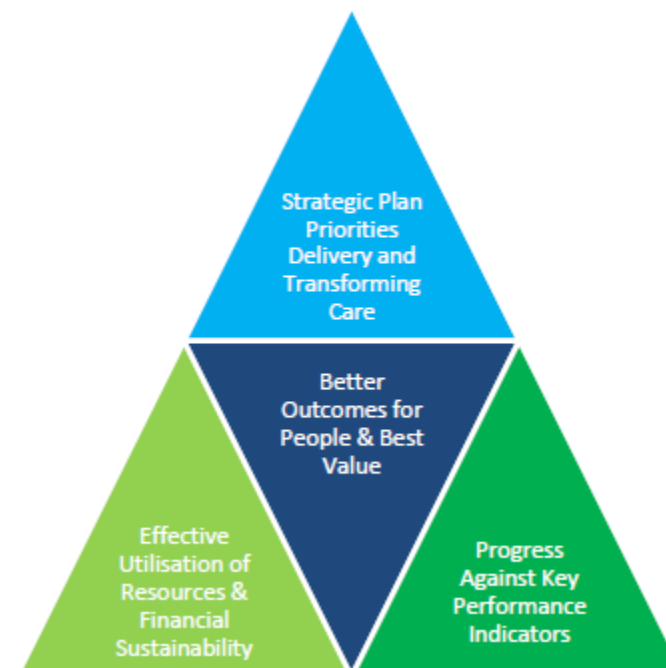 Strategic Plan
Priorities
Delivery and
Transforming
Care
Better
Outcomes for
People & Best
Value
Effective
Utilisation of
Resources &
Financial
Sustainability
Progress
Against Key
Performance
Indicators